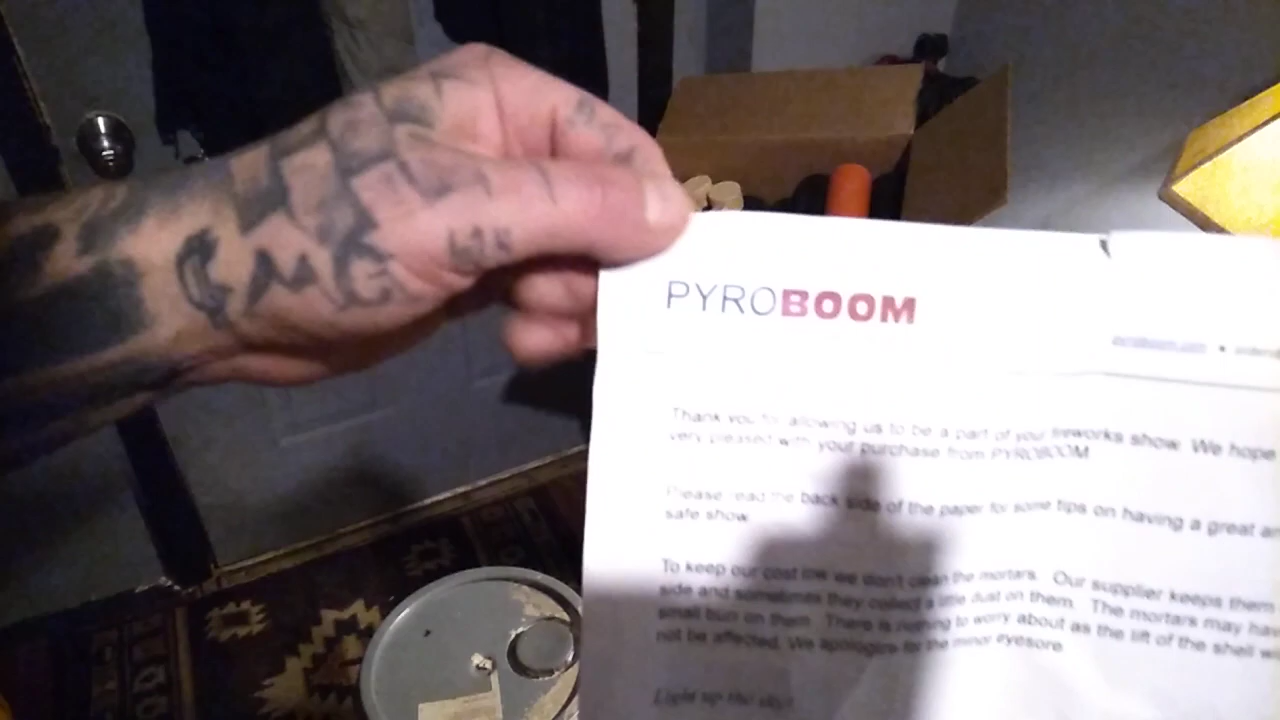 PYROBOOM
Thank you for allowing us to be a part of your fireworks show. We hope
very pleased with your purchase from PYROBOOM
Please read the back side of the paper for some tips on having a great
safe show.
To keep our cost low we don't clean the mortars. Our supplier keeps them
side and sometimes they collect a little dust on them. The mortars may
small burr on them. There is nothing to worry about as the lift of the shell
not be affected. We apologize for the minor eyesore.
Light up the sky!